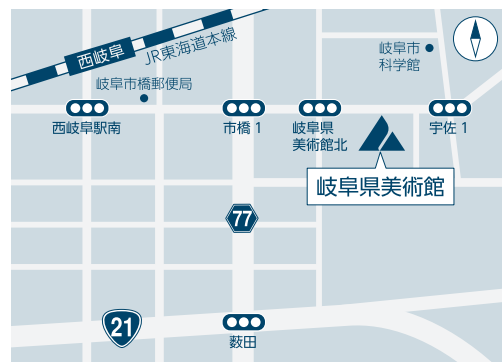 西岐阜
JR東海道本線
岐阜市
科学館
岐阜市橋郵便局
西岐阜駅南
市橋 1
岐阜県
美術館北
宇佐 1
岐阜県美術館
77
21
薮田